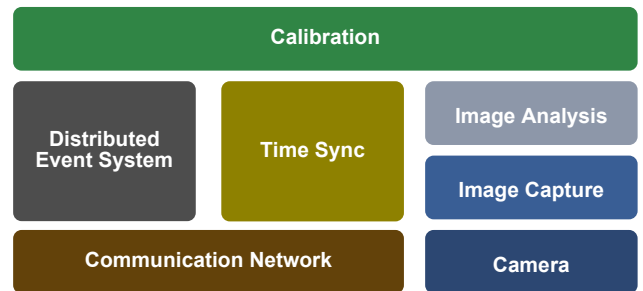 Calibration
Distributed
Event System
Time Sync
Image Analysis
Image Capture
Communication Network
Camera